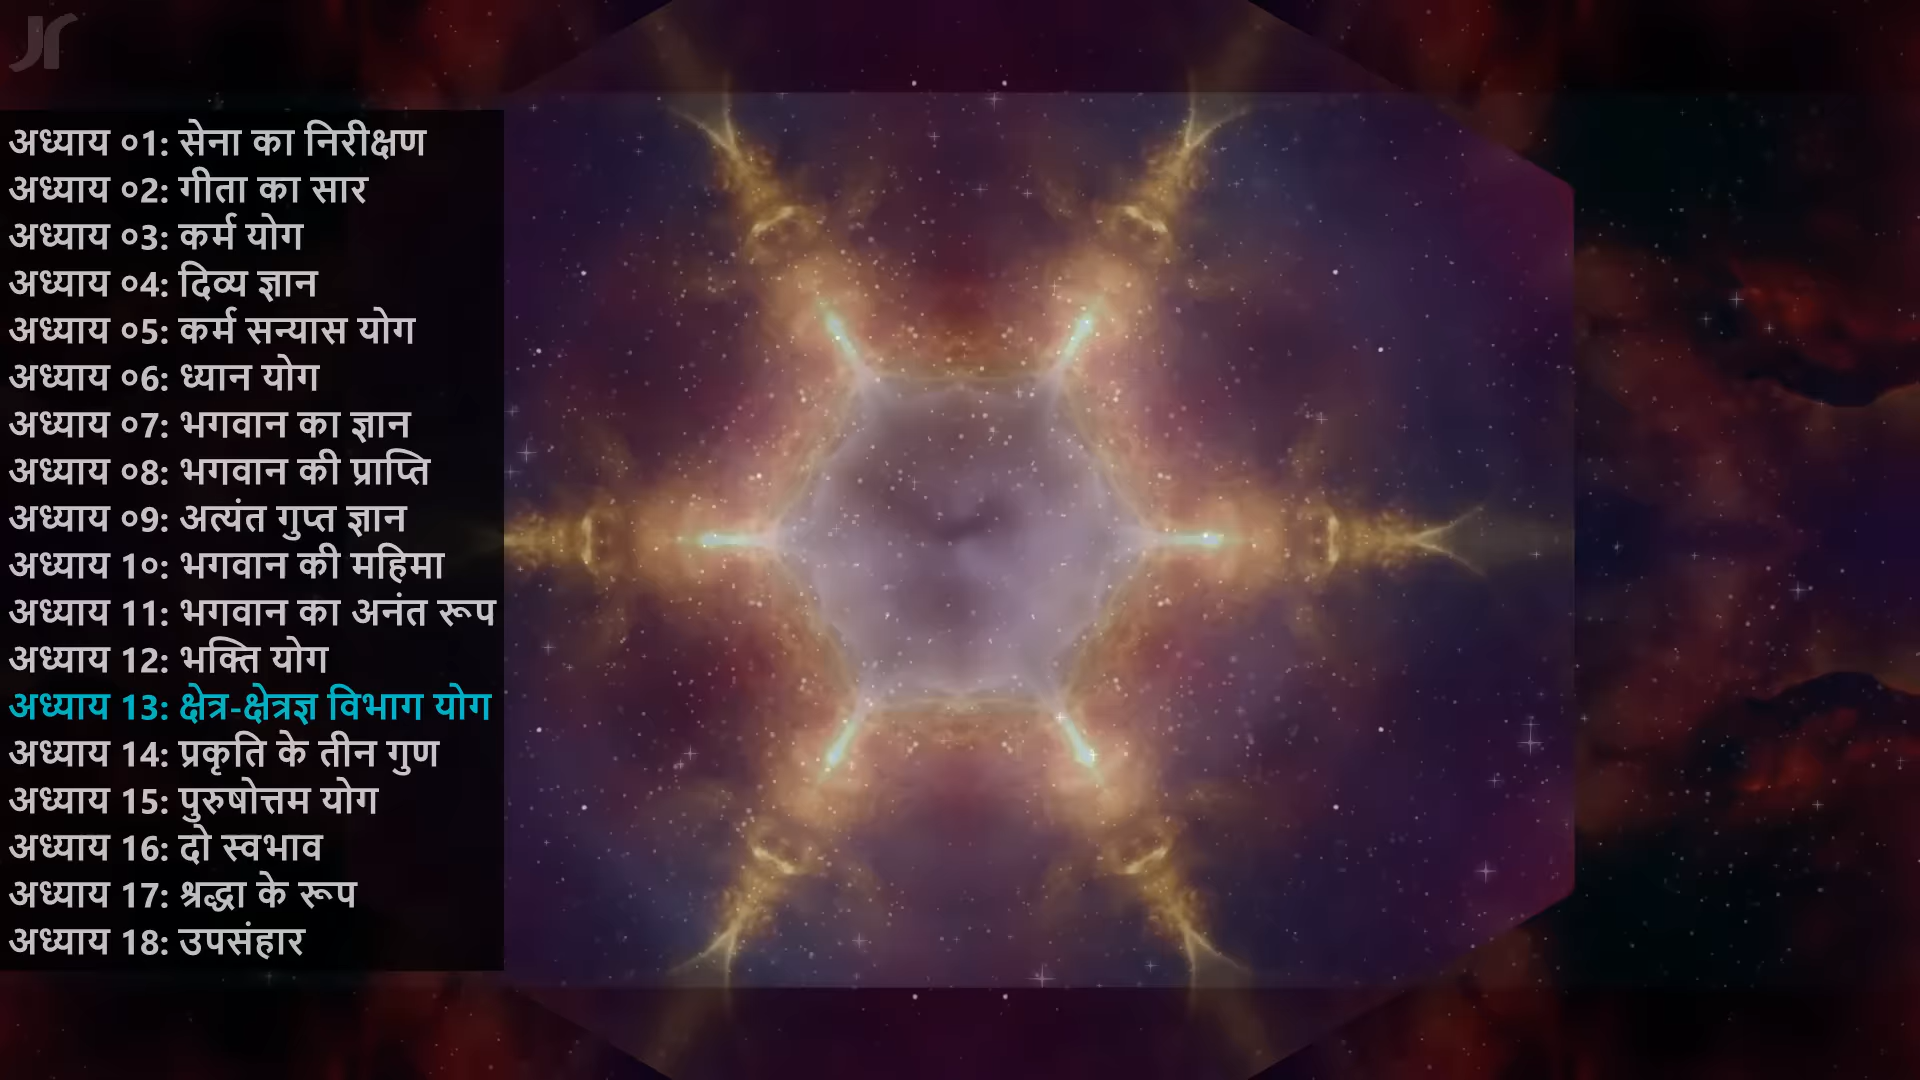 JR
अध्याय ०1: सेना का निरीक्षण
अध्याय ०2: गीता का सार
अध्याय ०3: कर्म योग
अध्याय ०4: दिव्य ज्ञान
अध्याय ०5: कर्म सन्यास योग
अध्याय ०6: ध्यान योग
अध्याय ०7: भगवान का ज्ञान
अध्याय ०8: भगवान की प्राप्ति
अध्याय ०9: अत्यंत गुप्त ज्ञान
अध्याय 1०: भगवान की महिमा
अध्याय 11: भगवान का अनंत रूप
अध्याय 12: भक्ति योग
अध्याय 13: क्षेत्र-क्षेत्रज्ञ विभाग योग
अध्याय 14: प्रकृति के तीन गुण
अध्याय 15: पुरुषोत्तम योग
अध्याय 16: दो स्वभाव
अध्याय 17: श्रद्धा के रूप
अध्याय 18: उपसंहार